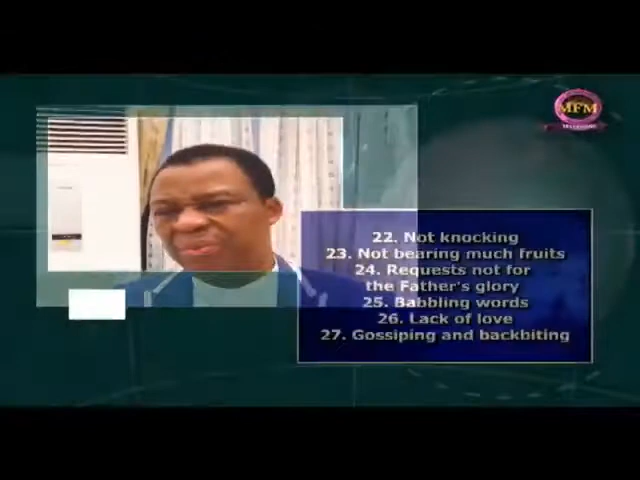 MFM
22. Not knocking
23. Not bearing much fruits
24. Requests not for
the Father's glory
25. Babbling words
26. Lack of love
27. Gossiping and backbiting